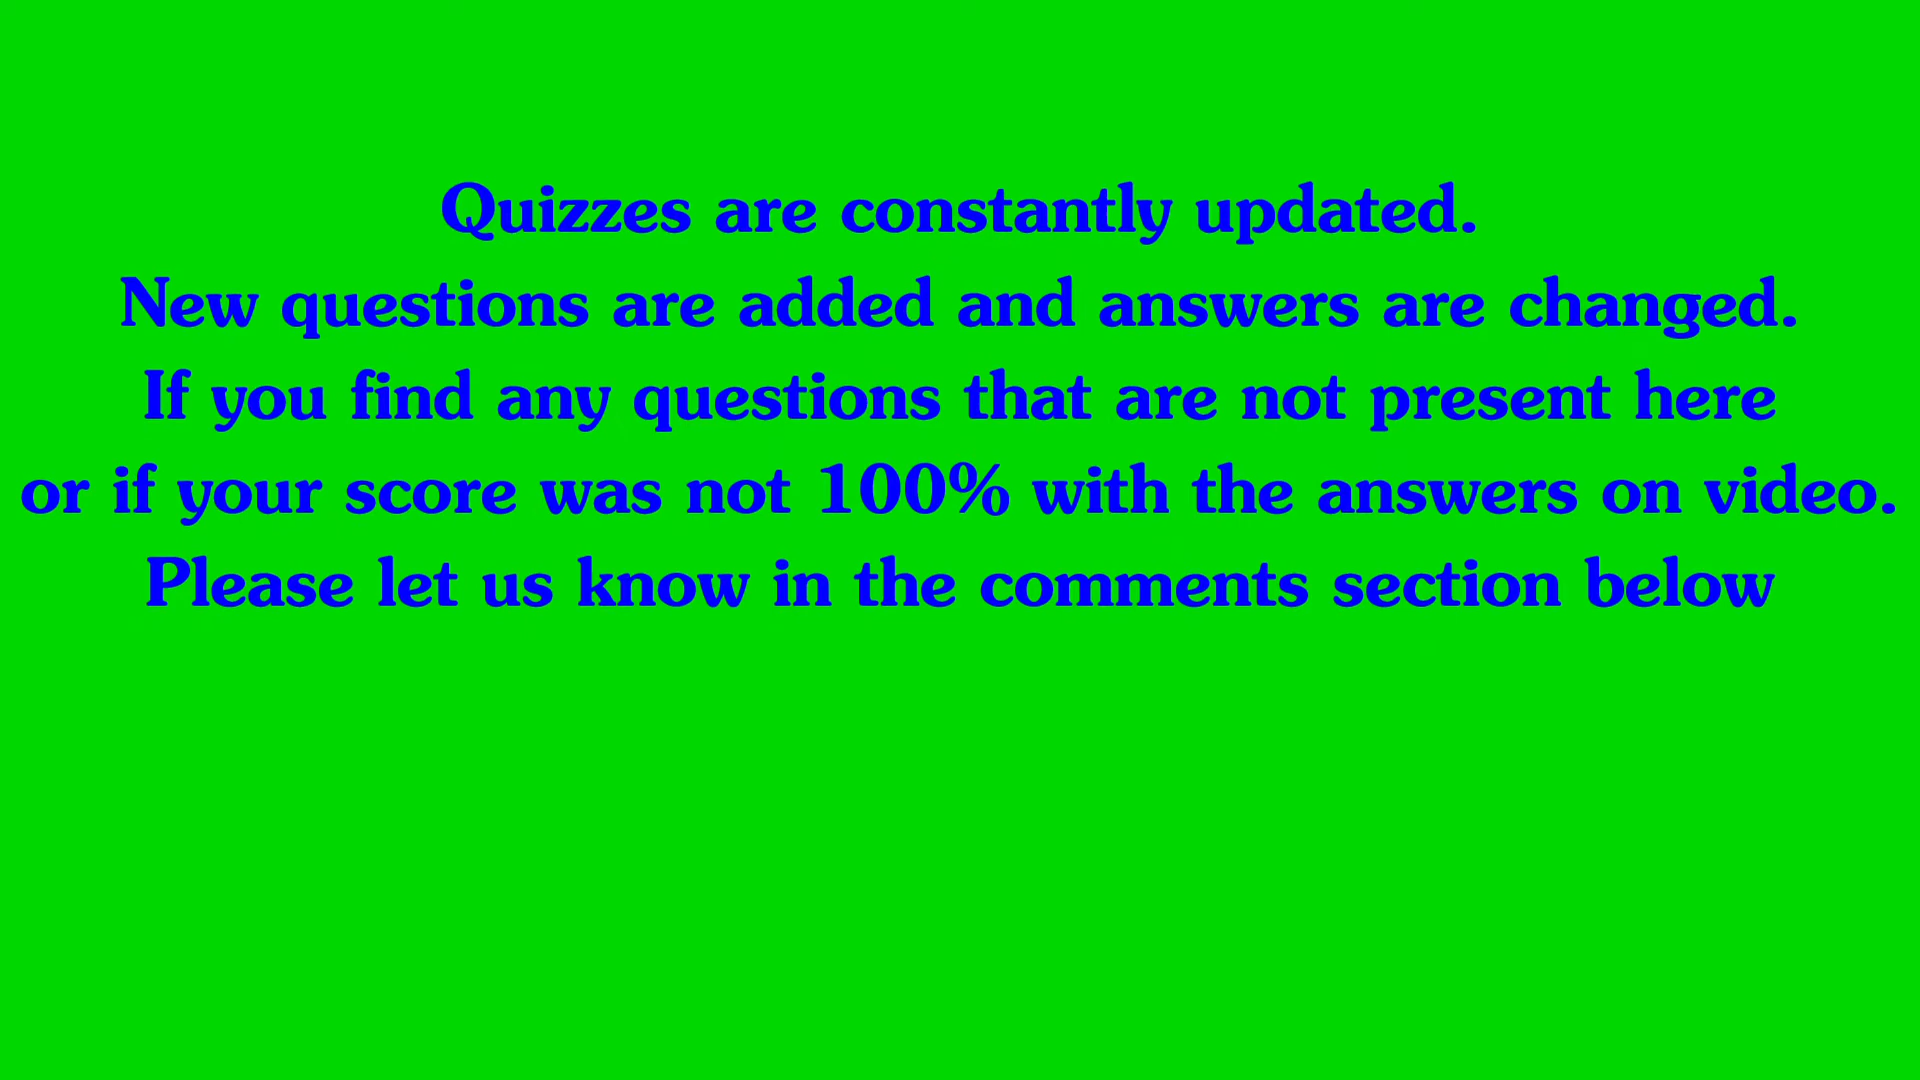 Quizzes are constantly updated.
New questions are added and answers are changed.
If you find any questions that are not present here
or if your score was not 100% with the answers on video.
Please let us know in the comments section below